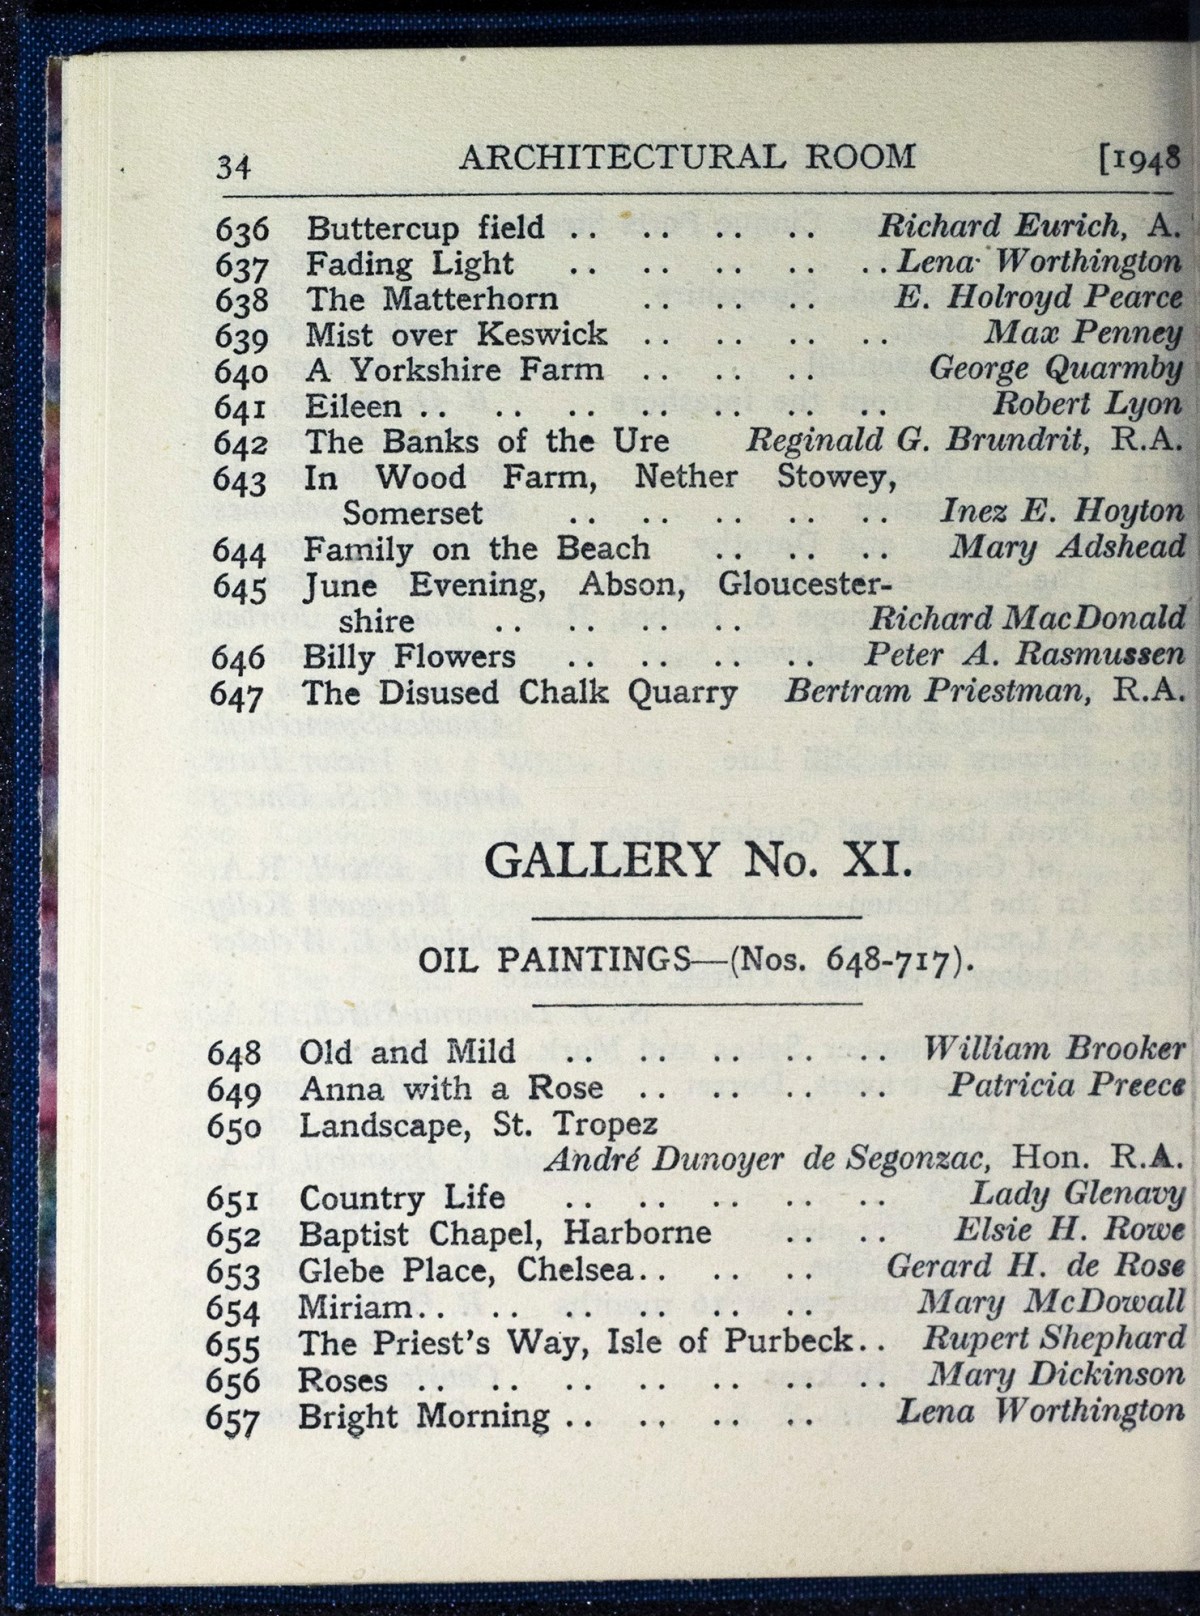 34 ARCHITECTURAL ROOM [1948
636 Buttercup field .. .. .. .. Richard Eurich, A.
637 Fading Light .. .. .. .. .. Lena Worthington
638 The Matterhorn .. .. .. E. Holroyd Pearce
639 Mist over Keswick .. .. .. .. Max Penney
640 A Yorkshire Farm .. .. .. George Quarmby
641 Eileen .. .. .. .. .. .. .. Robert Lyon
642 The Banks of the Ure Reginald G. Brundrit, R.A.
643 In Wood Farm, Nether Stowey,
Somerset .. .. .. .. .. Inez E. Hoyton
644 Family on the Beach .. .. .. Mary Adshead
645 June Evening, Abson, Gloucester-
shire .. .. .. .. Richard MacDonald
646 Billy Flowers .. .. .. .. Peter A. Rasmussen
647 The Disused Chalk Quarry Bertram Priestman, R.A.
GALLERY No. XI.
OIL PAINTINGS—(Nos. 648-717).
648 Old and Mild .. .. .. .. .. William Brooker
649 Anna with a Rose .. .. .. .. Patricia Preece
650 Landscape, St. Tropez
André Dunoyer de Segonzac, Hon. R.A.
651 Country Life .. .. .. .. .. Lady Glenavy
652 Baptist Chapel, Harborne .. .. Elsie H. Rowe
653 Glebe Place, Chelsea.. .. .. Gerard H. de Rose
654 Miriam.. .. .. .. .. .. Mary McDowall
655 The Priest's Way, Isle of Purbeck.. Rupert Shephard
656 Roses .. .. .. .. .. .. .. Mary Dickinson
657 Bright Morning .. .. .. .. Lena Worthington